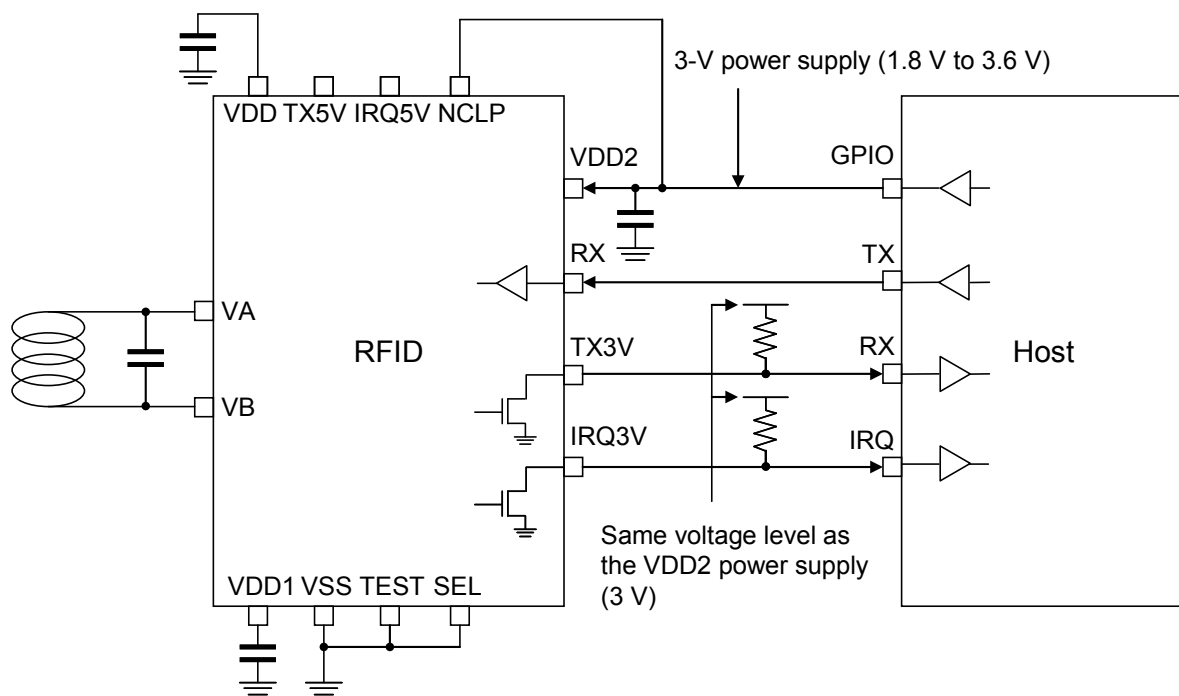 3-V power supply (1.8 V to 3.6 V)
VDD TX5V IRQ5V NCLP
VDD2
GPIO
RX
TX
VA
RFID
TX3V
RX
Host
VB
IRQ3V
IRQ
Same voltage level as
the VDD2 power supply
(3 V)
VDD1 VSS TEST SEL